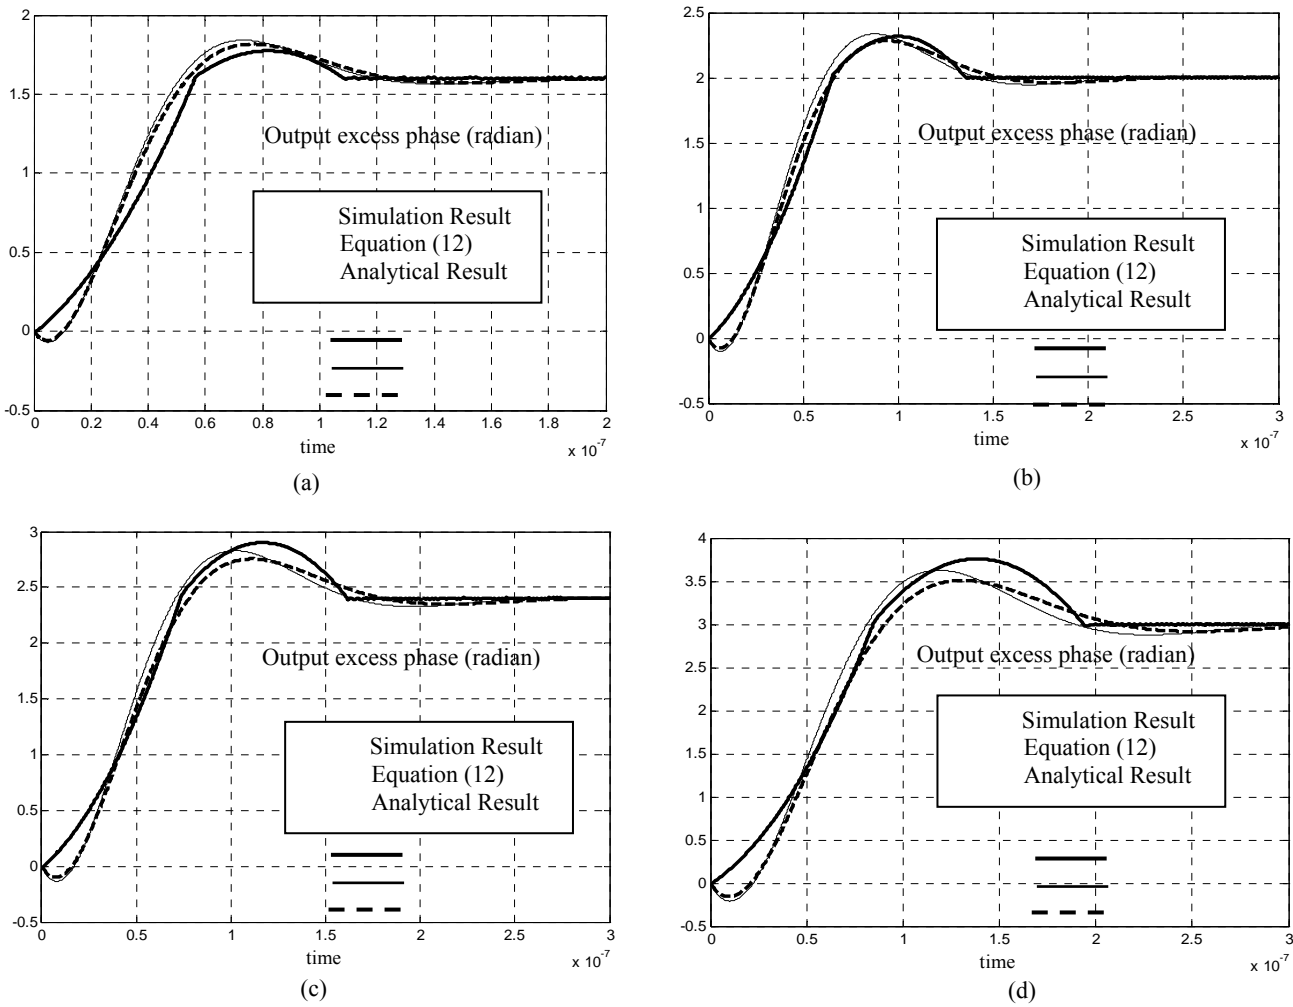 2
1.5
1
0.5
0
-0.5
Output excess phase (radian)
Simulation Result
Equation (12)
Analytical Result
0 0.2 0.4 0.6 0.8 1 1.2 1.4 1.6 1.8 2
time
x 10⁻⁷
(a)
2.5
2
1.5
1
0.5
0
-0.5
Output excess phase (radian)
Simulation Result
Equation (12)
Analytical Result
0 0.5 1 1.5 2 2.5 3
time
x 10⁻⁷
(b)
3
2.5
2
1.5
1
0.5
0
-0.5
Output excess phase (radian)
Simulation Result
Equation (12)
Analytical Result
0 0.5 1 1.5 2 2.5 3
time
x 10⁻⁷
(c)
4
3.5
3
2.5
2
1.5
1
0.5
0
-0.5
Output excess phase (radian)
Simulation Result
Equation (12)
Analytical Result
0 0.5 1 1.5 2 2.5 3
time
x 10⁻⁷
(d)